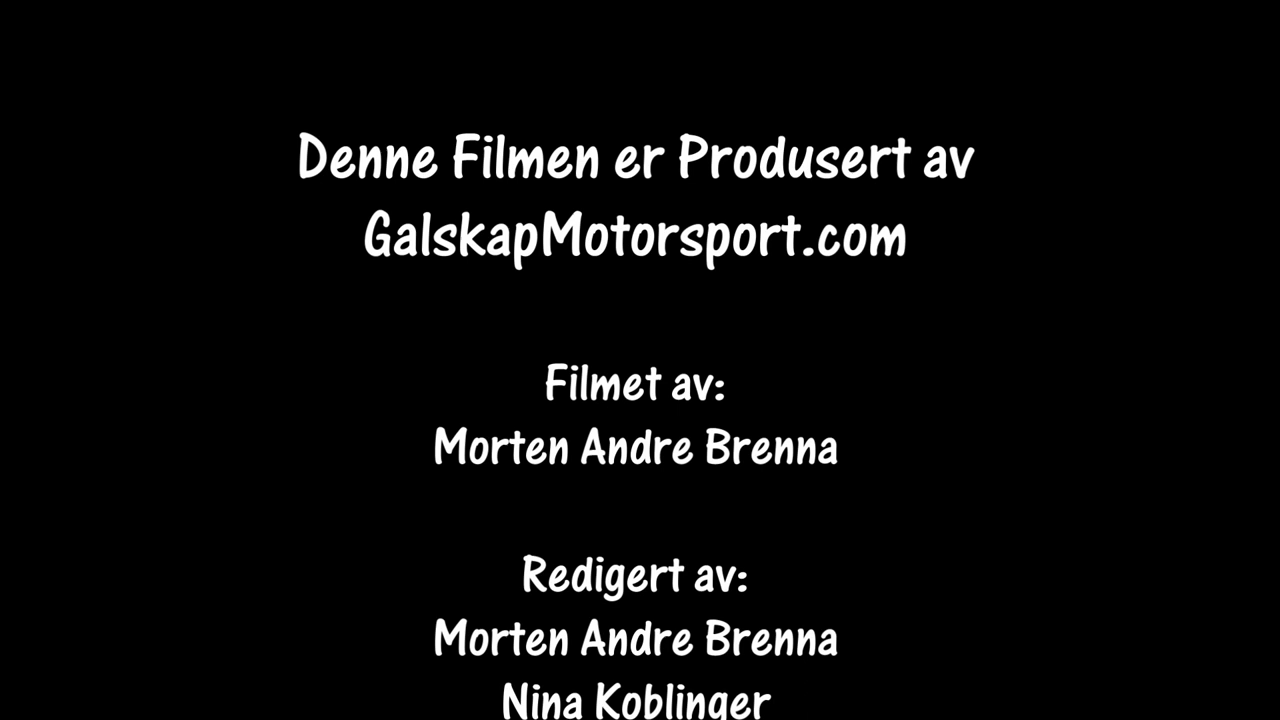 Denne Filmen er Produsert av
GalskapMotorsport.com
Filmet av:
Morten Andre Brenna
Redigert av:
Morten Andre Brenna
Nina Koblinger